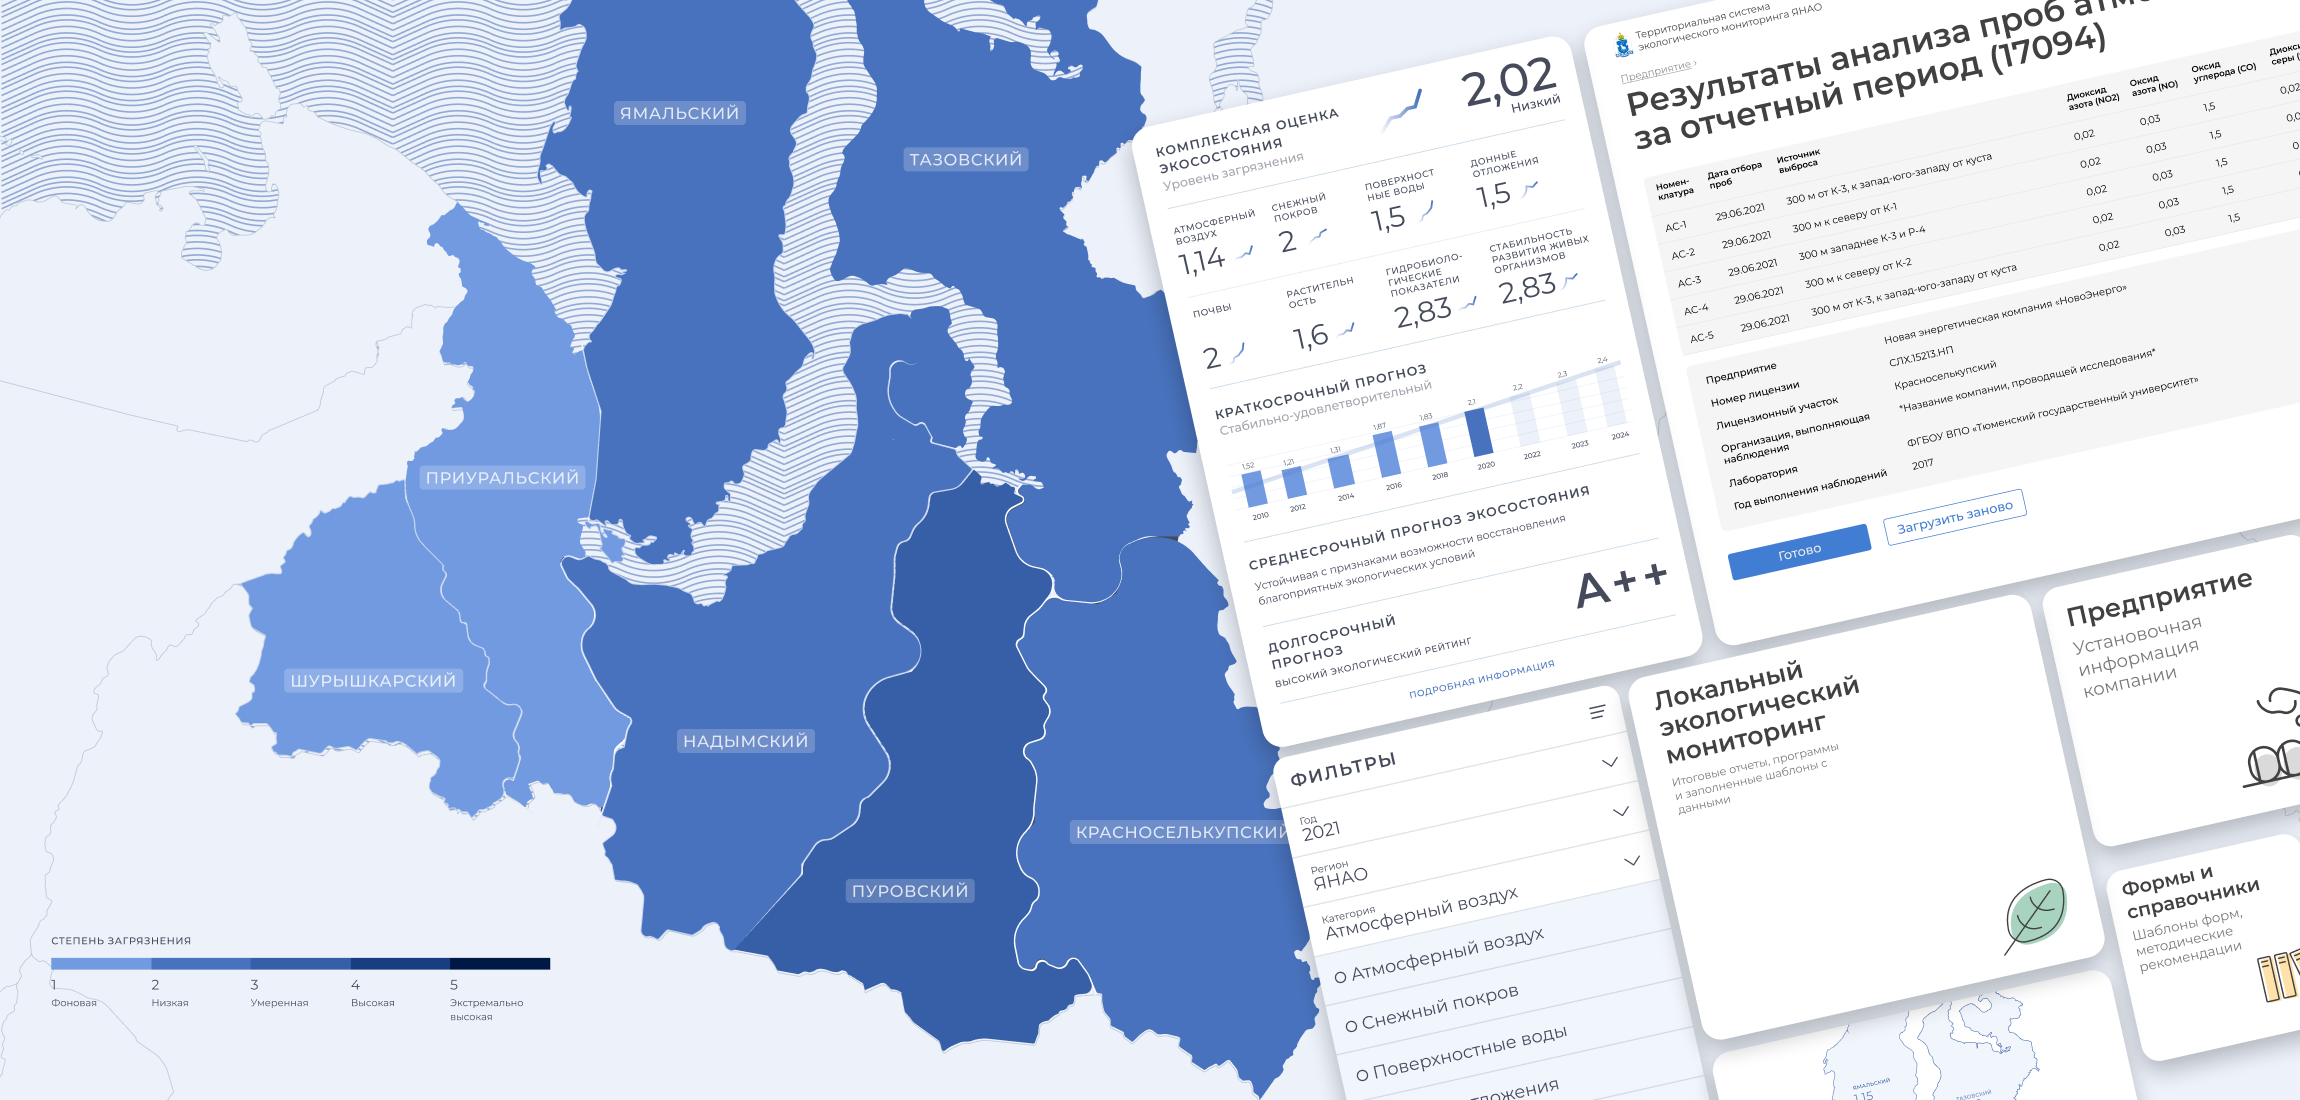 ЯМАЛЬСКИЙ
ТАЗОВСКИЙ
ПРИУРАЛЬСКИЙ
ШУРЫШКАРСКИЙ
НАДЫМСКИЙ
ПУРОВСКИЙ
КРАСНОСЕЛЬКУПСКИЙ
СТЕПЕНЬ ЗАГРЯЗНЕНИЯ
1 2 3 4 5
Фоновая Низкая Умеренная Высокая Экстремально
высокая
КОМПЛЕКСНАЯ ОЦЕНКА
ЭКОСОСТОЯНИЯ
Уровень загрязнения
2,02
Низкий
АТМОСФЕРНЫЙ
ВОЗДУХ
1,14
СНЕЖНЫЙ
ПОКРОВ
2
ПОВЕРХНОСТ
НЫЕ ВОДЫ
1,5
ДОННЫЕ
ОТЛОЖЕНИЯ
1,5
ПОЧВЫ
2
РАСТИТЕЛЬН
ОСТЬ
1,6
ГИДРОБИОЛО-
ГИЧЕСКИЕ
ПОКАЗАТЕЛИ
2,83
СТАБИЛЬНОСТЬ
РАЗВИТИЯ ЖИВЫХ
ОРГАНИЗМОВ
2,83
КРАТКОСРОЧНЫЙ ПРОГНОЗ
Стабильно-удовлетворительный
1,52 1,21 1,31 1,87 1,83 2,1 2,2 2,3 2,4
2010 2012 2014 2016 2018 2020 2022 2023 2024
СРЕДНЕСРОЧНЫЙ ПРОГНОЗ ЭКОСОСТОЯНИЯ
Устойчивая с признаками возможности восстановления
благоприятных экологических условий
ДОЛГОСРОЧНЫЙ
ПРОГНОЗ
ВЫСОКИЙ ЭКОЛОГИЧЕСКИЙ РЕЙТИНГ
A++
ПОДРОБНАЯ ИНФОРМАЦИЯ
Территориальная система
экологического мониторинга ЯНАО
Предприятие ›
Результаты анализа проб
за отчетный период (17094)
Номен-
клатура
Дата отбора
проб
Источник
выброса
Диоксид
азота (NO2)
Оксид
азота (NO)
Оксид
углерода (CO)
серы
АС-1 29.06.2021 300 м от К-3, к запад-юго-западу от куста 0,02 0,03 1,5 0,02
АС-2 29.06.2021 300 м к северу от К-1 0,02 0,03 1,5
АС-3 29.06.2021 300 м западнее К-3 и Р-4 0,02 0,03 1,5
АС-4 29.06.2021 300 м к северу от К-2 0,02 0,03 1,5
АС-5 29.06.2021 300 м от К-3, к запад-юго-западу от куста 0,02 0,03 1,5
Предприятие Новая энергетическая компания «НовоЭнерго»
Номер лицензии СЛХ.15213.НП
Лицензионный участок Красноселькупский
Организация, выполняющая
наблюдения
*Название компании, проводящей исследования*
Лаборатория ФГБОУ ВПО «Тюменский государственный университет»
Год выполнения наблюдений 2017
Готово
Загрузить заново
ФИЛЬТРЫ
Год
2021
Регион
ЯНАО
Категория
Атмосферный воздух
Атмосферный воздух
Снежный покров
Поверхностные воды
Локальный
экологический
мониторинг
Итоговые отчеты, программы
и заполненные шаблоны с
данными
Предприятие
Установочная
информация
компании
Формы и
справочники
Шаблоны форм,
методические
рекомендации
ЯМАЛЬСКИЙ
1,15
ТАЗОВСКИЙ